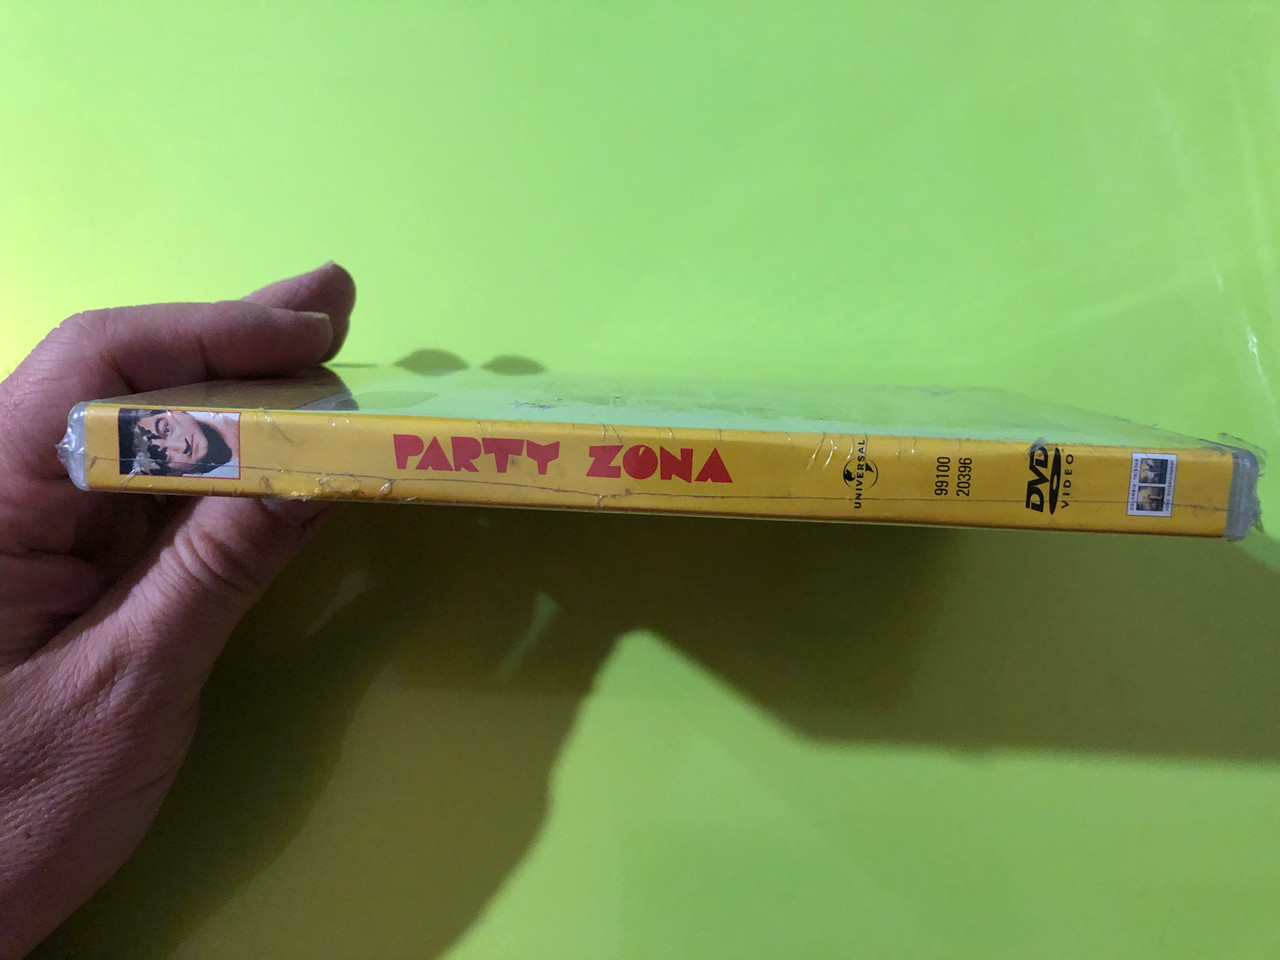 PARTY ZONA
UNIVERSAL
99100
20396
DVD
VIDEO